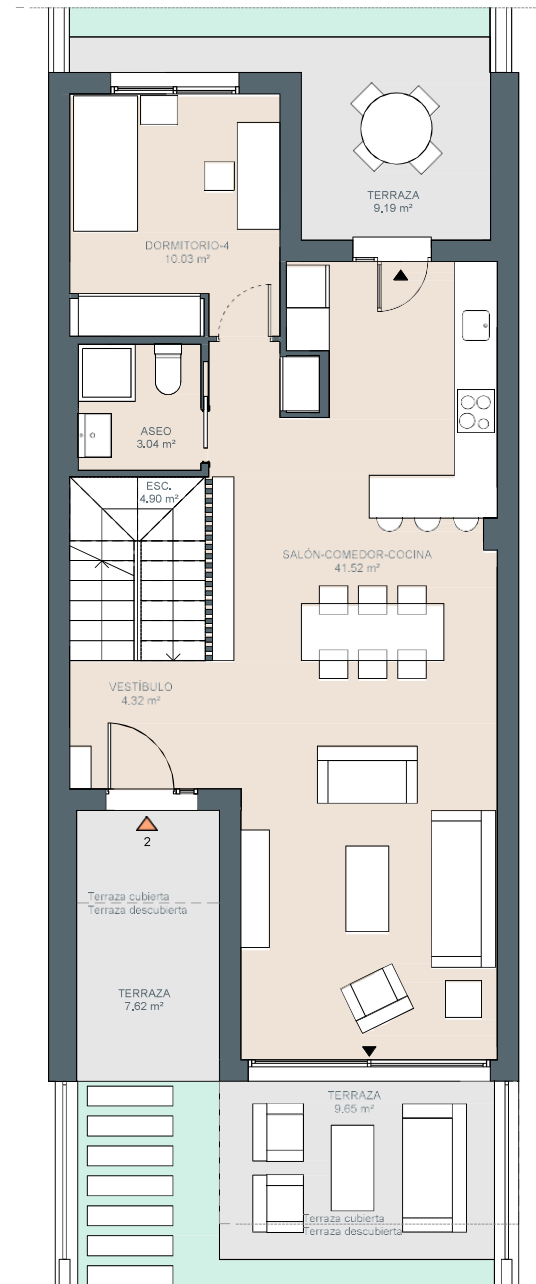 TERRAZA
9.19 m²
DORMITORIO-4
10.03 m²
ASEO
3.04 m²
ESC.
4.90 m²
SALÓN-COMEDOR-COCINA
41.52 m²
VESTÍBULO
4.32 m²
2
Terraza cubierta
Terraza descubierta
TERRAZA
7.62 m²
TERRAZA
9.65 m²
Terraza cubierta
Terraza descubierta